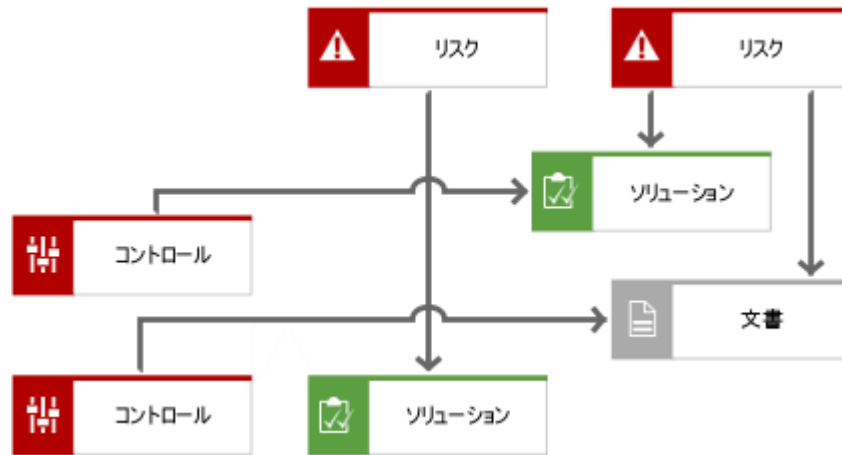 リスク
リスク
ソリューション
コントロール
文書
コントロール
ソリューション